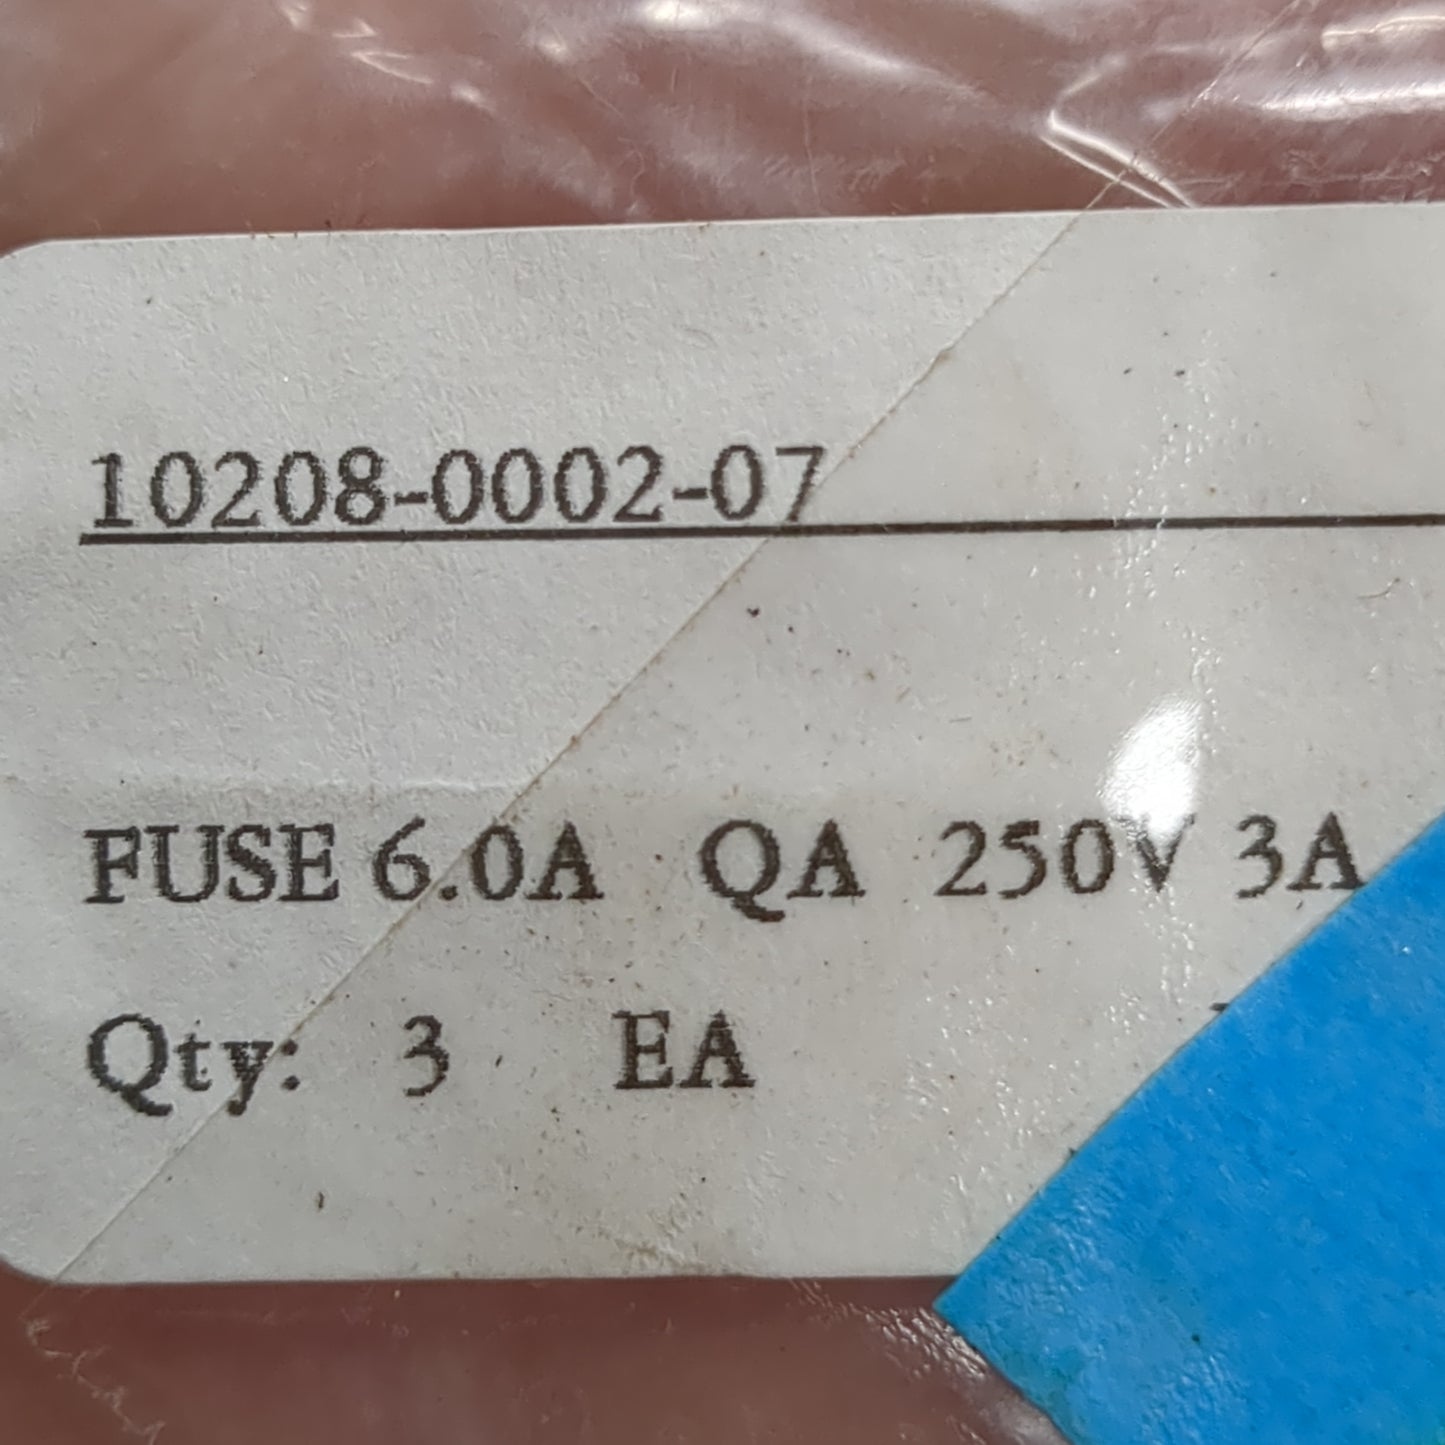 10208-0002-07
FUSE 6.0A QA 250V 3A
Qty: 3 EA